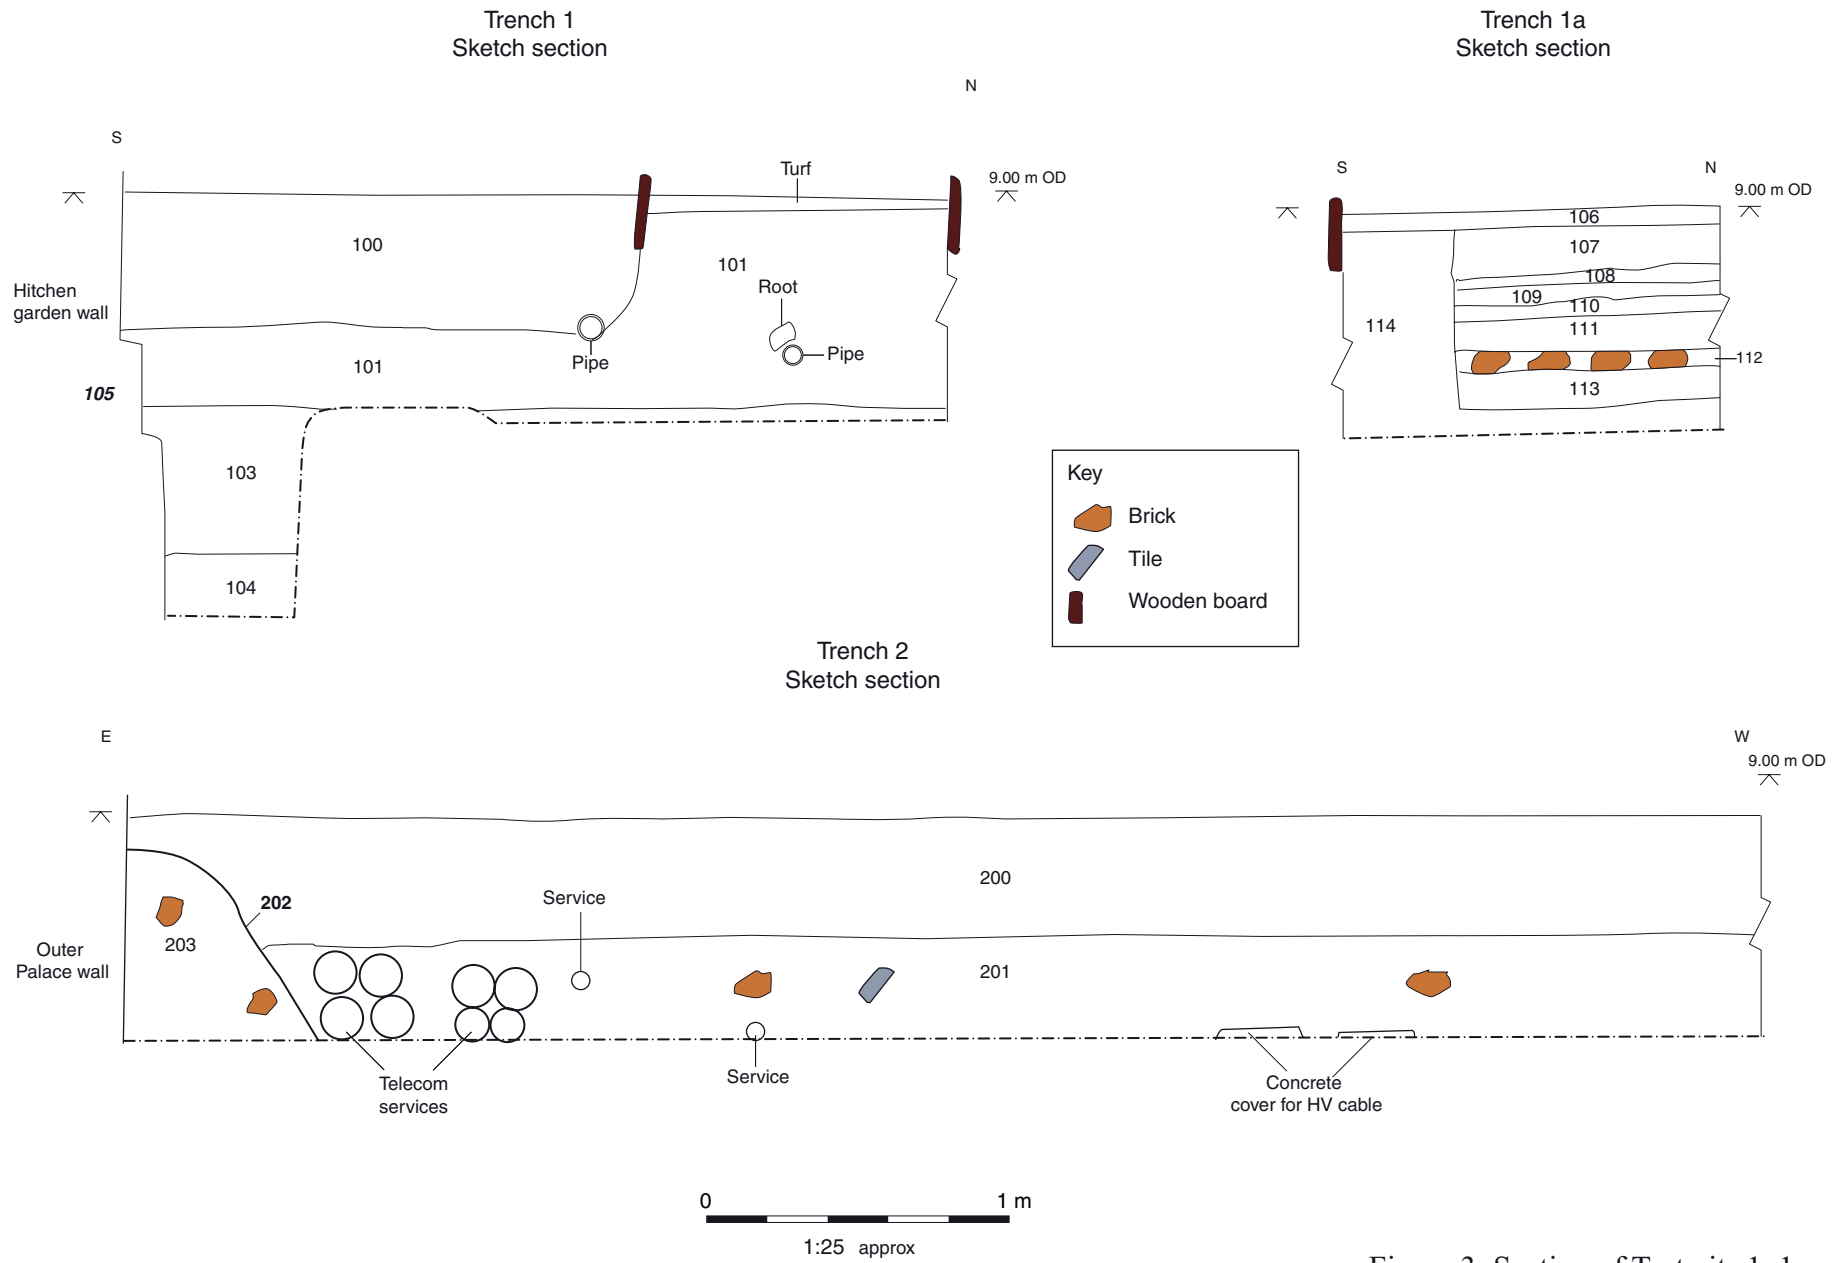 Trench 1
Sketch section
Trench 1a
Sketch section
N
S
Turf
9.00 m OD
S
N
9.00 m OD
100
101
Root
Hitchen
garden wall
Pipe
Pipe
101
105
103
104
106
107
108
109
110
111
112
113
114
Key
Brick
Tile
Wooden board
Trench 2
Sketch section
E
W
9.00 m OD
200
202
Service
203
Outer
Palace wall
201
Telecom
services
Service
Concrete
cover for HV cable
0
1 m
1:25 approx